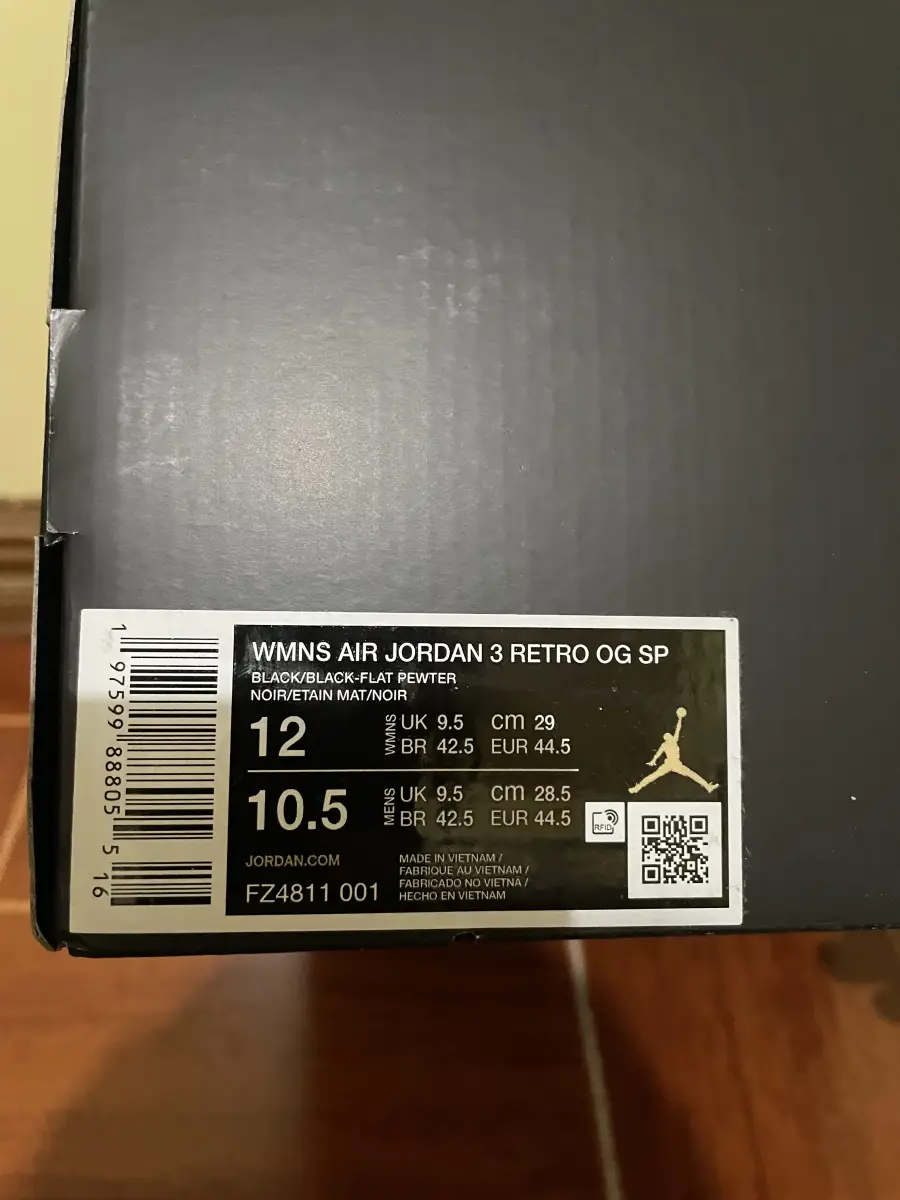 WMNS AIR JORDAN 3 RETRO OG SP
BLACK/BLACK-FLAT PEWTER
NOIR/ETAIN MAT/NOIR
12 WMNS UK 9.5 cm 29
BR 42.5 EUR 44.5
10.5 MENS UK 9.5 cm 28.5
BR 42.5 EUR 44.5
RFID
JORDAN.COM
FZ4811 001
MADE IN VIETNAM /
FABRIQUE AU VIETNAM /
FABRICADO NO VIETNÃ /
HECHO EN VIETNAM
1 97599 88805 5 16